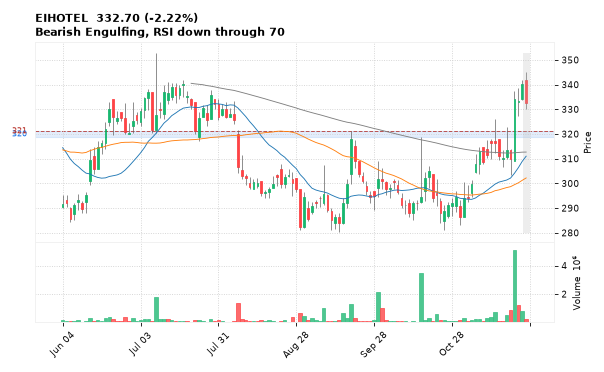 EIHOTEL 332.70 (-2.22%)
Bearish Engulfing, RSI down through 70
350
340
330
321
320
310
300
290
280
Price
4
2
Volume 10⁶
Jun 04
Jul 03
Jul 31
Aug 28
Sep 28
Oct 28